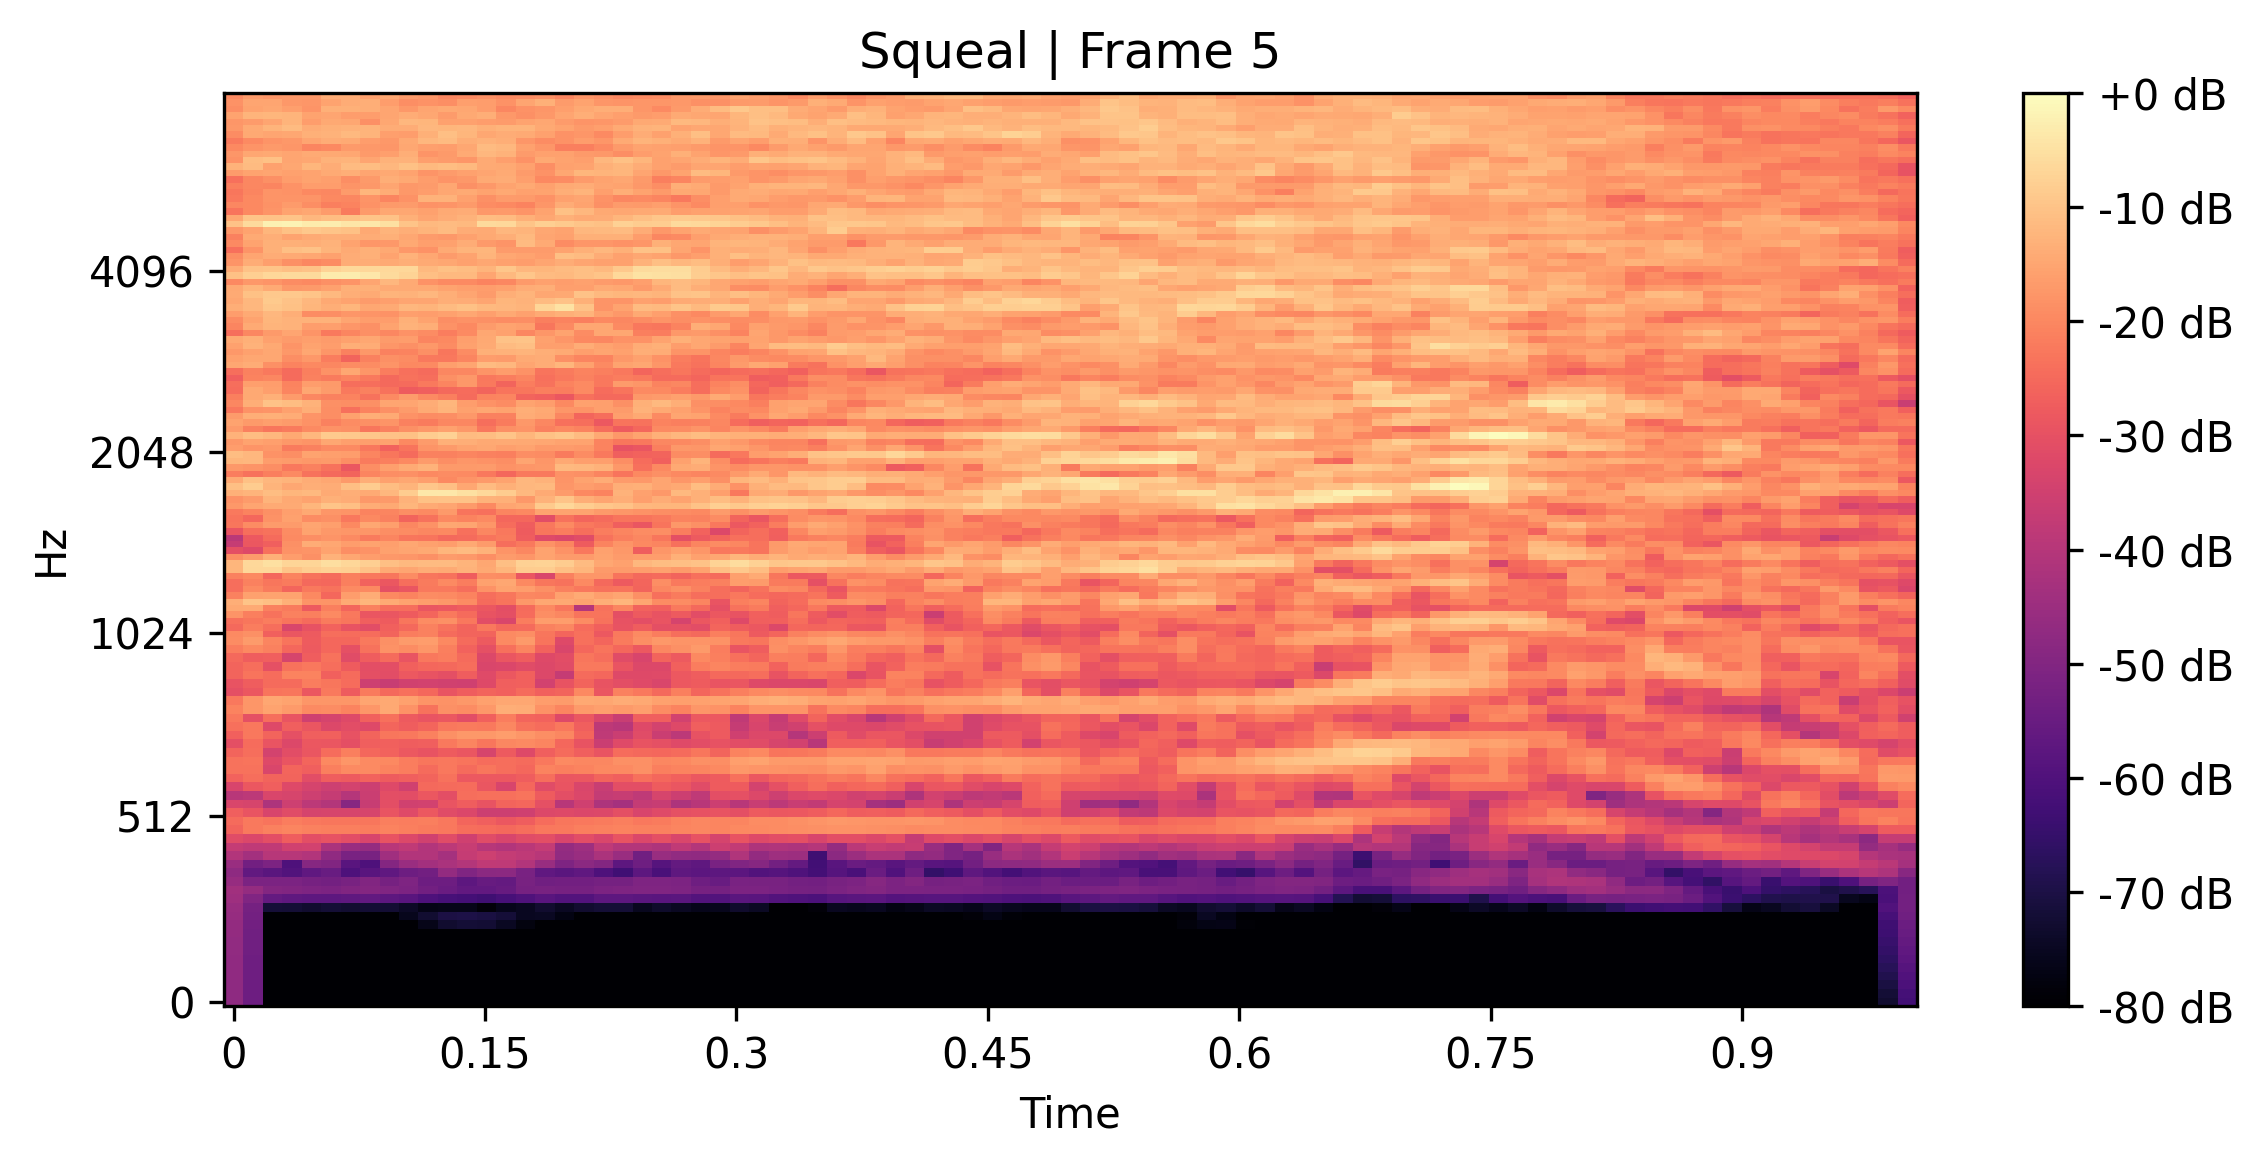 Squeal | Frame 5
+0 dB
-10 dB
-20 dB
-30 dB
-40 dB
-50 dB
-60 dB
-70 dB
-80 dB
Hz
4096
2048
1024
512
0
0 0.15 0.3 0.45 0.6 0.75 0.9
Time